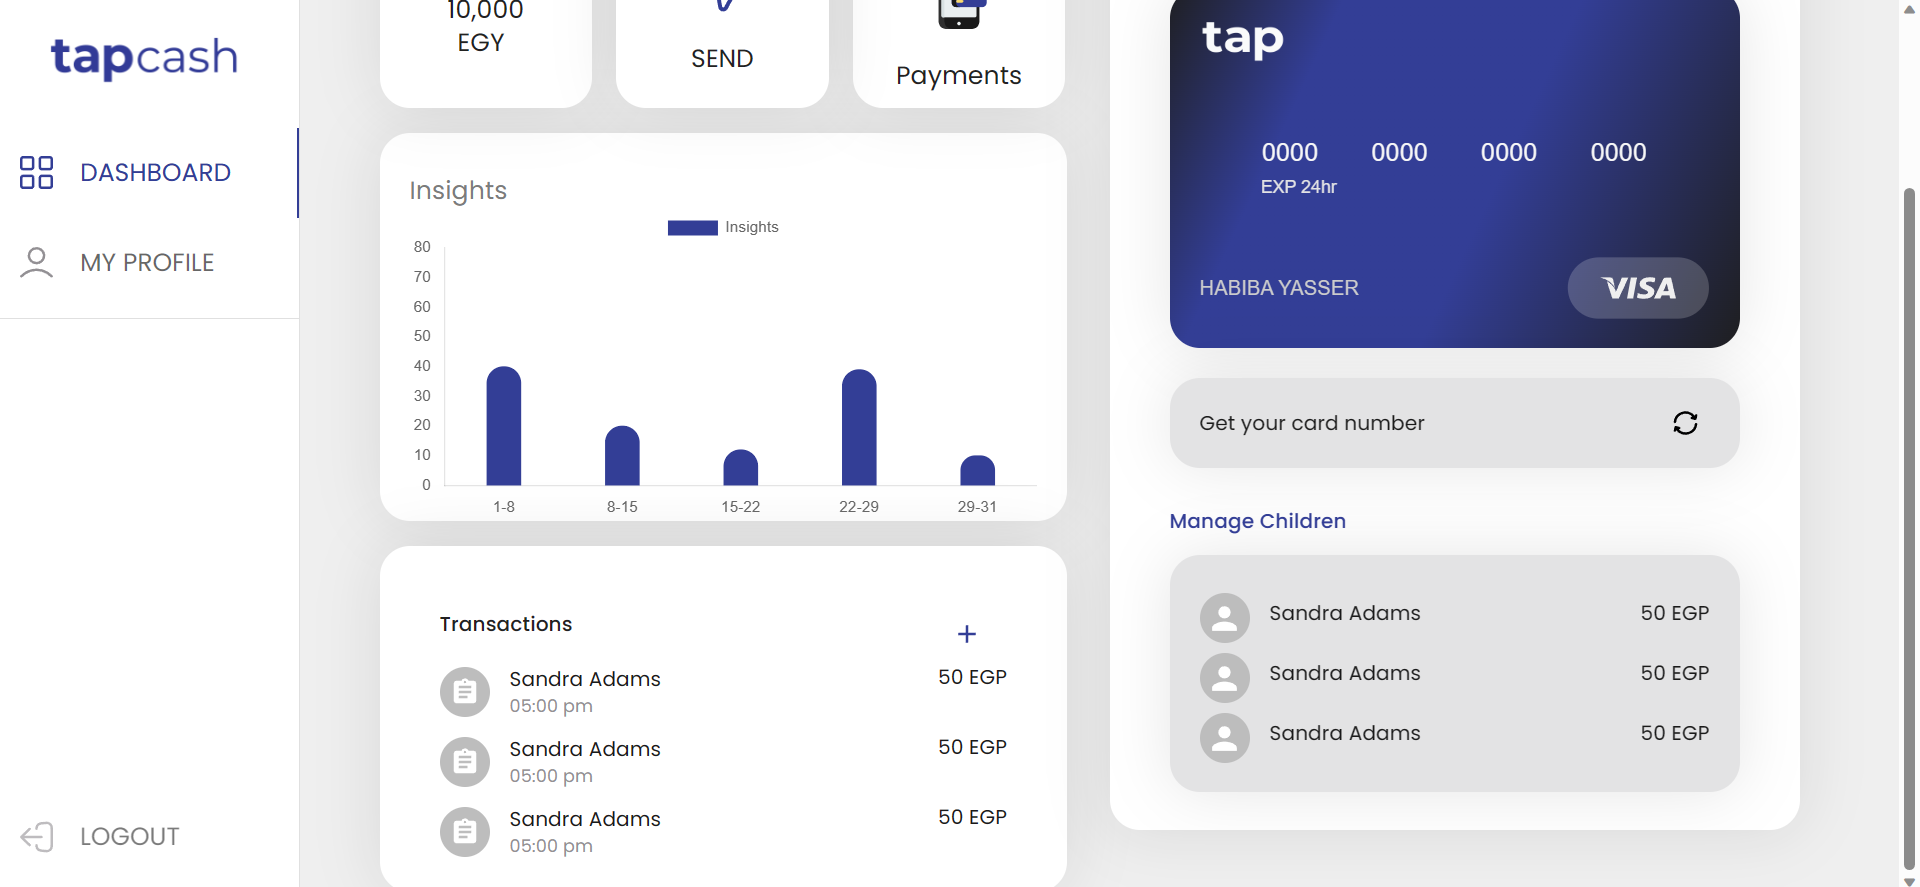 tapcash
DASHBOARD
MY PROFILE
LOGOUT
10,000
EGY
SEND
Payments
Insights
Insights
80
70
60
50
40
30
20
10
0
1-8 8-15 15-22 22-29 29-31
Transactions
+
Sandra Adams 50 EGP
05:00 pm
Sandra Adams 50 EGP
05:00 pm
Sandra Adams 50 EGP
05:00 pm
tap
0000 0000 0000 0000
EXP 24hr
HABIBA YASSER VISA
Get your card number
Manage Children
Sandra Adams 50 EGP
Sandra Adams 50 EGP
Sandra Adams 50 EGP